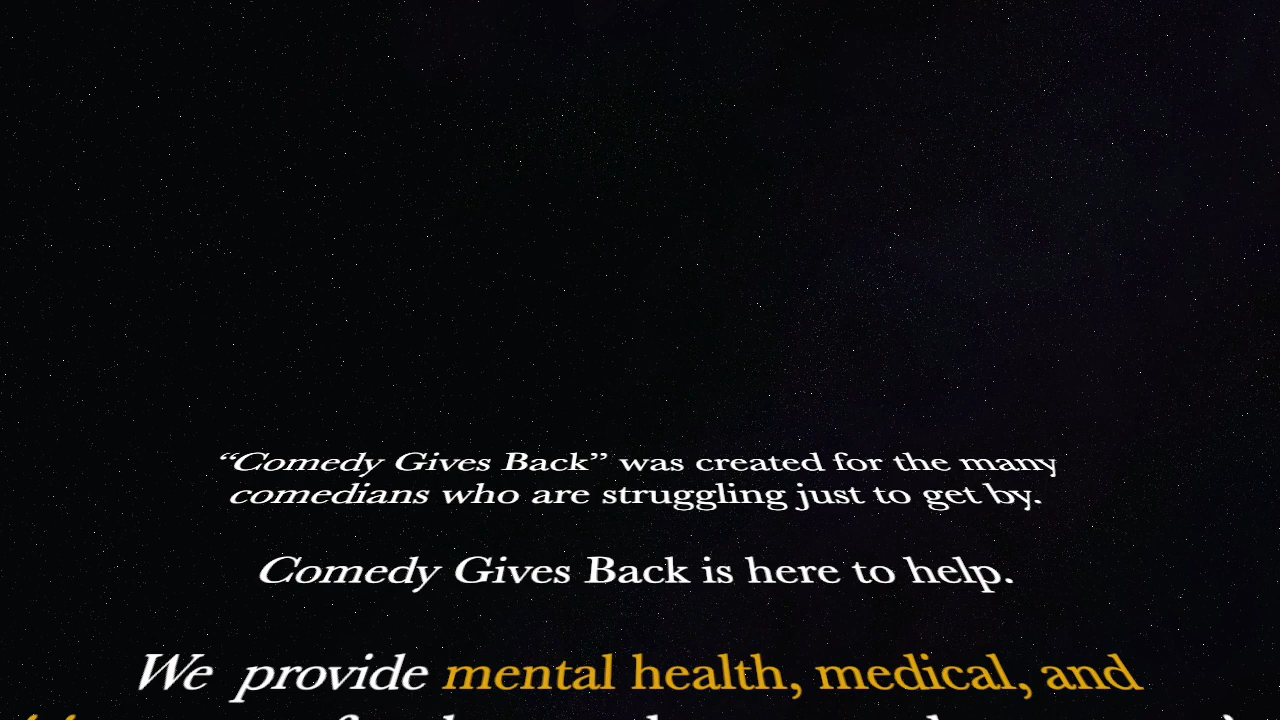 “Comedy Gives Back” was created for the many
comedians who are struggling just to get by.
Comedy Gives Back is here to help.
We provide mental health, medical, and